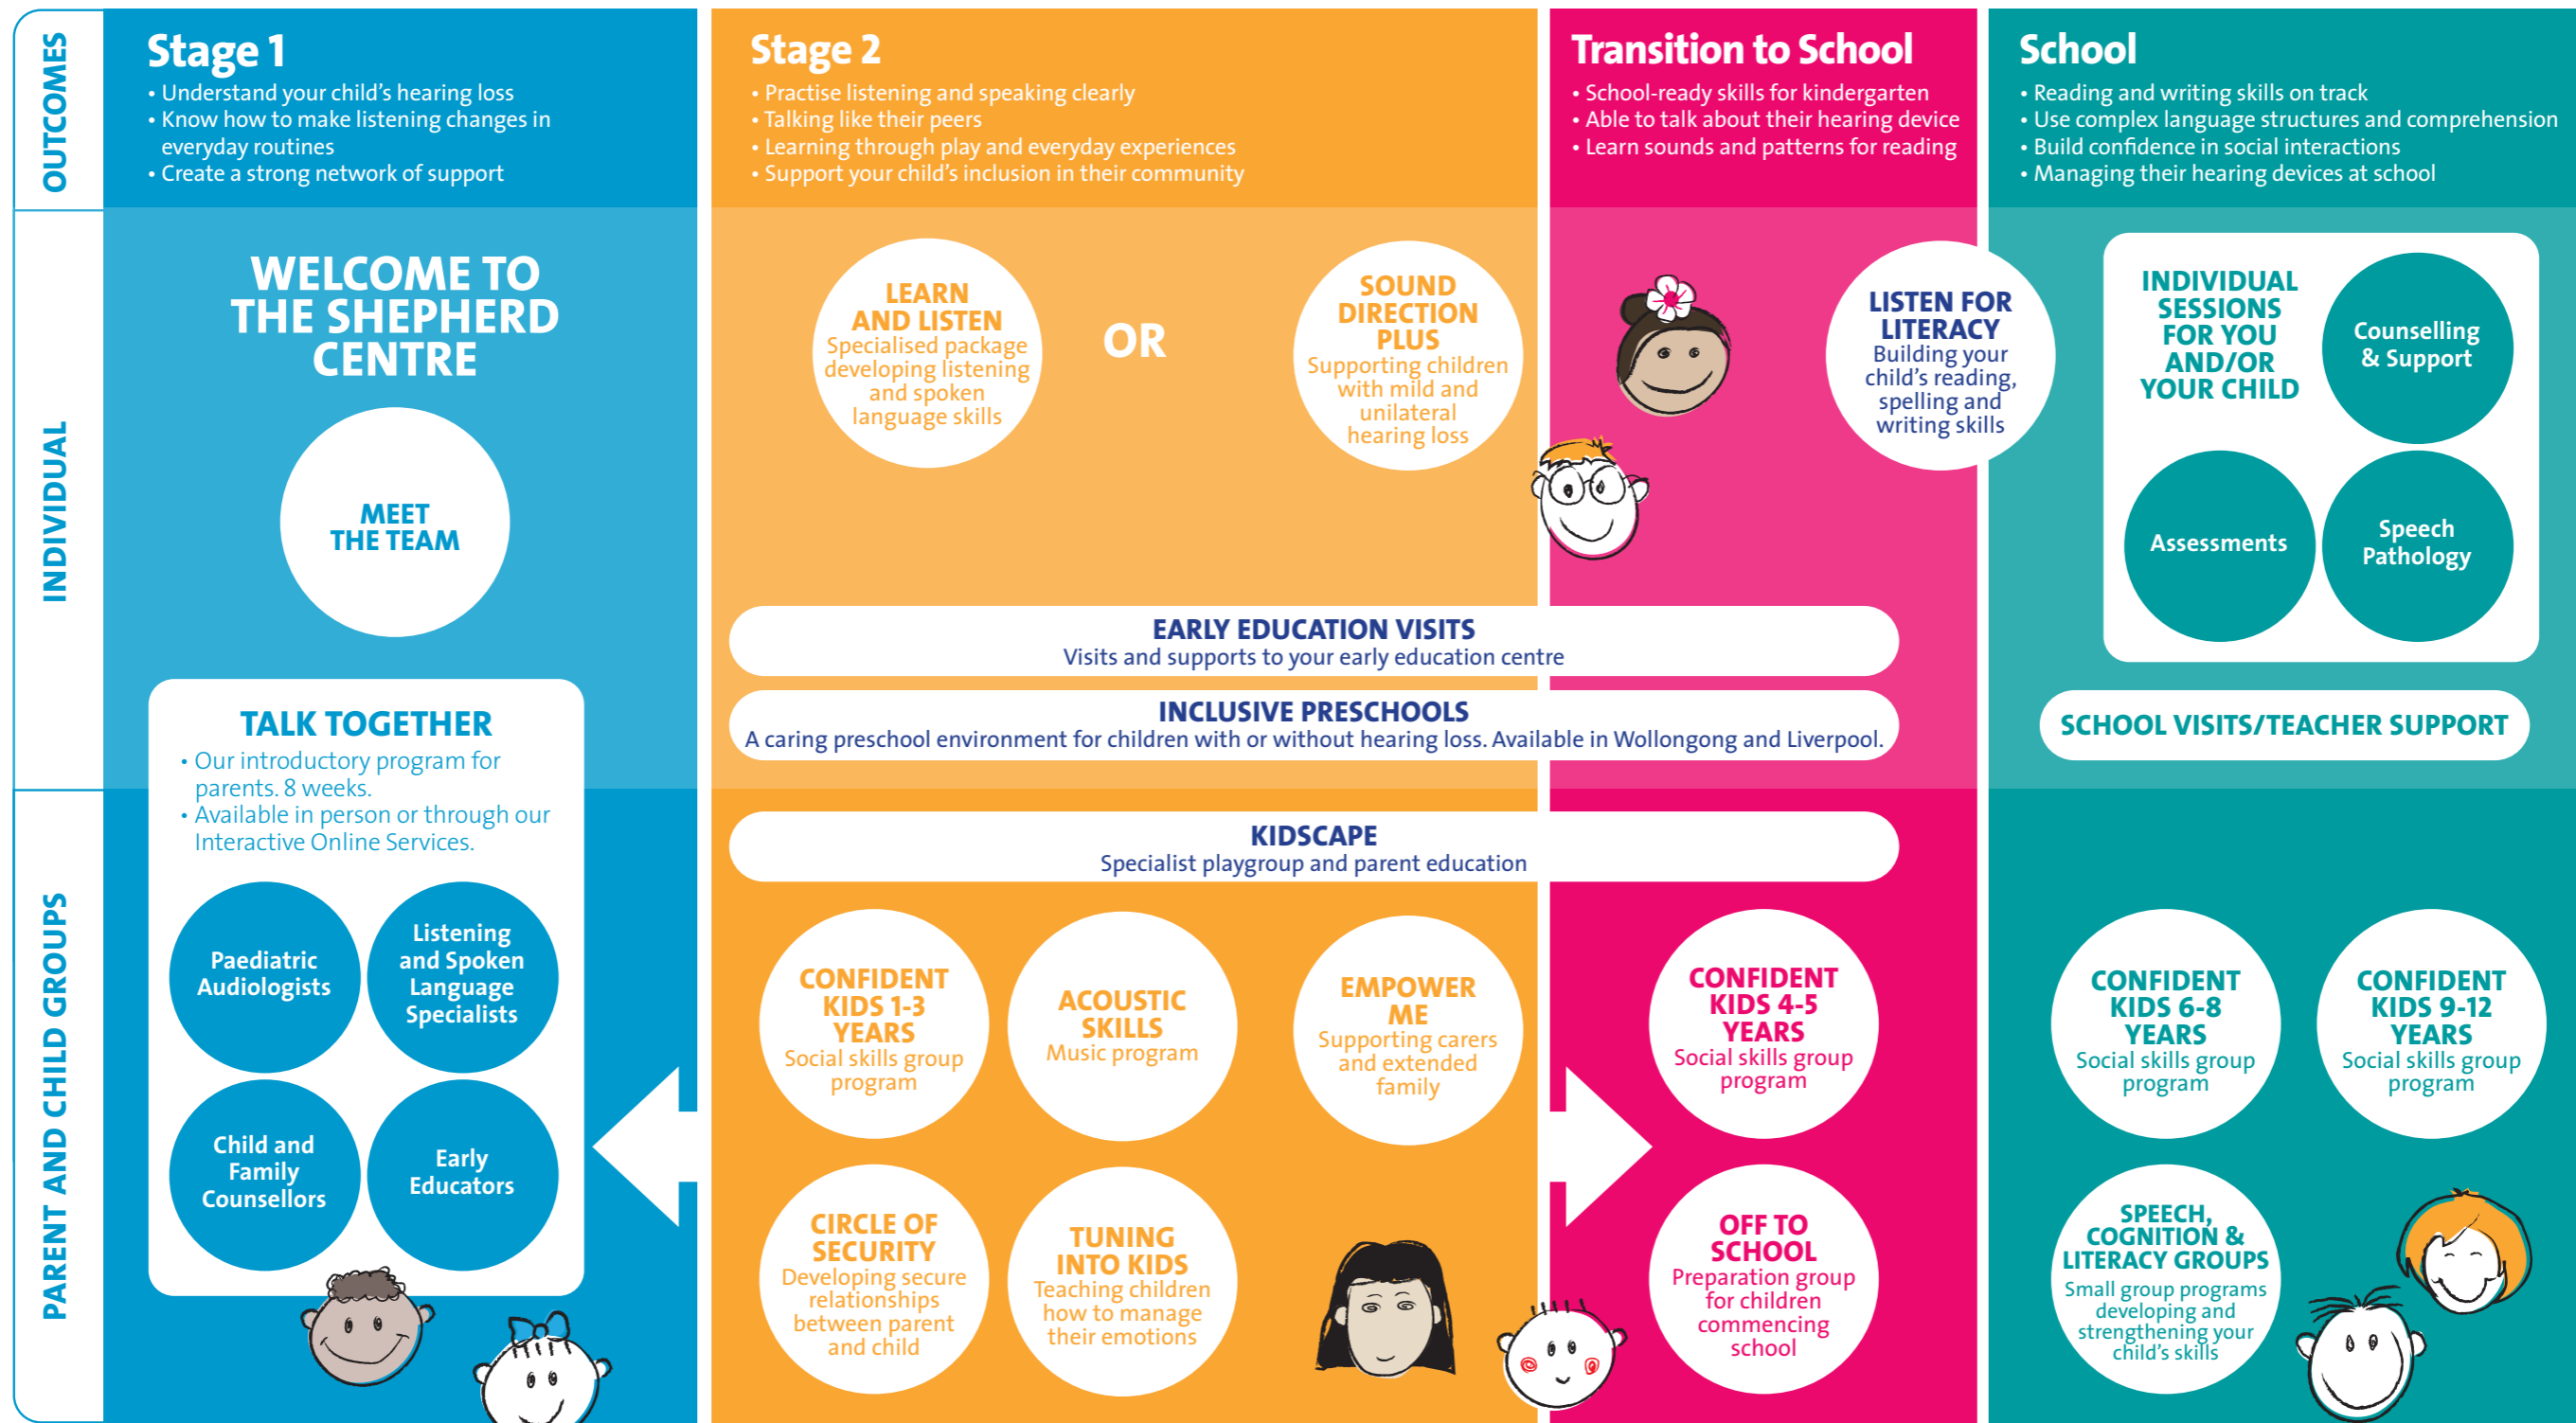 OUTCOMES
Stage 1
• Understand your child's hearing loss
• Know how to make listening changes in
everyday routines
• Create a strong network of support
Stage 2
• Practise listening and speaking clearly
• Talking like their peers
• Learning through play and everyday experiences
• Support your child's inclusion in their community
Transition to School
• School-ready skills for kindergarten
• Able to talk about their hearing device
• Learn sounds and patterns for reading
School
• Reading and writing skills on track
• Use complex language structures and comprehension
• Build confidence in social interactions
• Managing their hearing devices at school
INDIVIDUAL
WELCOME TO
THE SHEPHERD
CENTRE
MEET
THE TEAM
LEARN
AND LISTEN
Specialised package
developing listening
and spoken
language skills
OR
SOUND
DIRECTION
PLUS
Supporting children
with mild and
unilateral
hearing loss
LISTEN FOR
LITERACY
Building your
child's reading,
spelling and
writing skills
INDIVIDUAL
SESSIONS
FOR YOU
AND/OR
YOUR CHILD
Counselling
& Support
Assessments
Speech
Pathology
EARLY EDUCATION VISITS
Visits and supports to your early education centre
INCLUSIVE PRESCHOOLS
A caring preschool environment for children with or without hearing loss. Available in Wollongong and Liverpool.
SCHOOL VISITS/TEACHER SUPPORT
TALK TOGETHER
• Our introductory program for
parents. 8 weeks.
• Available in person or through our
Interactive Online Services.
PARENT AND CHILD GROUPS
Paediatric
Audiologists
Listening
and Spoken
Language
Specialists
Child and
Family
Counsellors
Early
Educators
KIDSCAPE
Specialist playgroup and parent education
CONFIDENT
KIDS 1-3
YEARS
Social skills group
program
ACOUSTIC
SKILLS
Music program
EMPOWER
ME
Supporting carers
and extended
family
CIRCLE OF
SECURITY
Developing secure
relationships
between parent
and child
TUNING
INTO KIDS
Teaching children
how to manage
their emotions
CONFIDENT
KIDS 4-5
YEARS
Social skills group
program
OFF TO
SCHOOL
Preparation group
for children
commencing
school
CONFIDENT
KIDS 6-8
YEARS
Social skills group
program
CONFIDENT
KIDS 9-12
YEARS
Social skills group
program
SPEECH,
COGNITION &
LITERACY GROUPS
Small group programs
developing and
strengthening your
child's skills